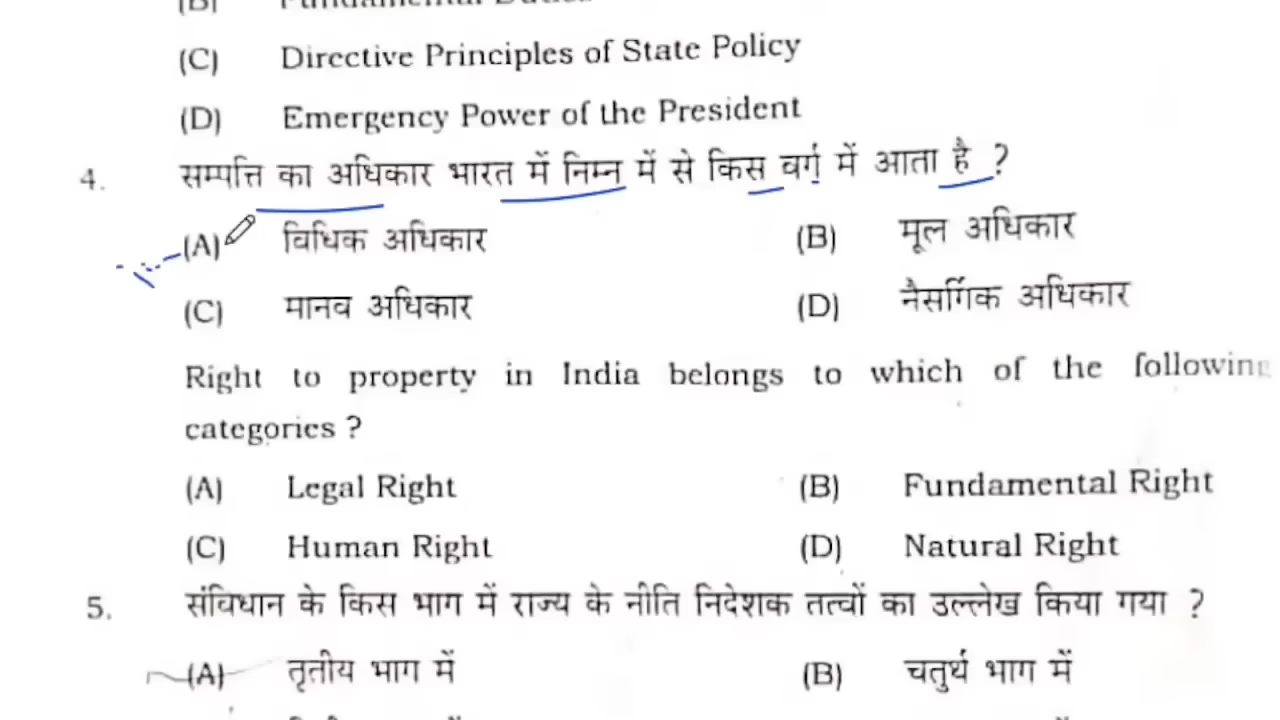 (B) Fundamental
(C) Directive Principles of State Policy
(D) Emergency Power of the President
4. सम्पत्ति का अधिकार भारत में निम्न में से किस वर्ग में आता है ?
(A) विधिक अधिकार (B) मूल अधिकार
(C) मानव अधिकार (D) नैसर्गिक अधिकार
Right to property in India belongs to which of the following
categories ?
(A) Legal Right (B) Fundamental Right
(C) Human Right (D) Natural Right
5. संविधान के किस भाग में राज्य के नीति निदेशक तत्वों का उल्लेख किया गया ?
(A) तृतीय भाग में (B) चतुर्थ भाग में